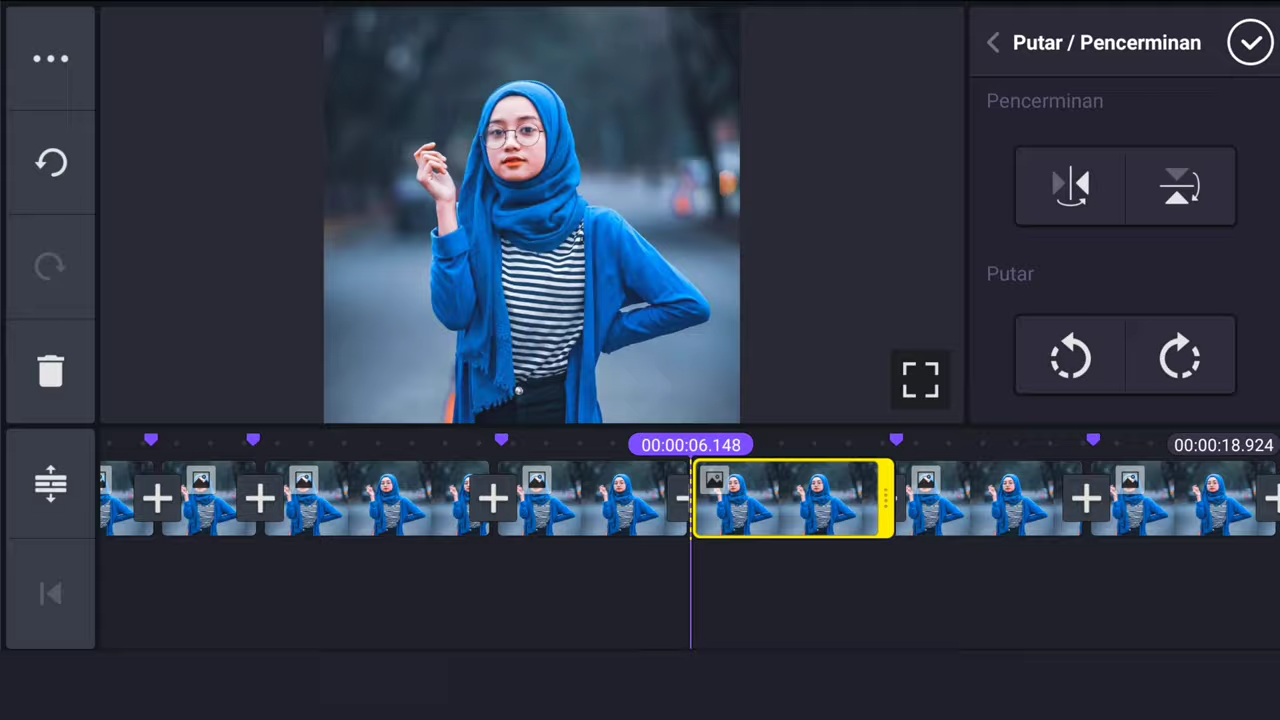 Putar / Pencerminan
Pencerminan
Putar
00:00:06.148
00:00:18.924